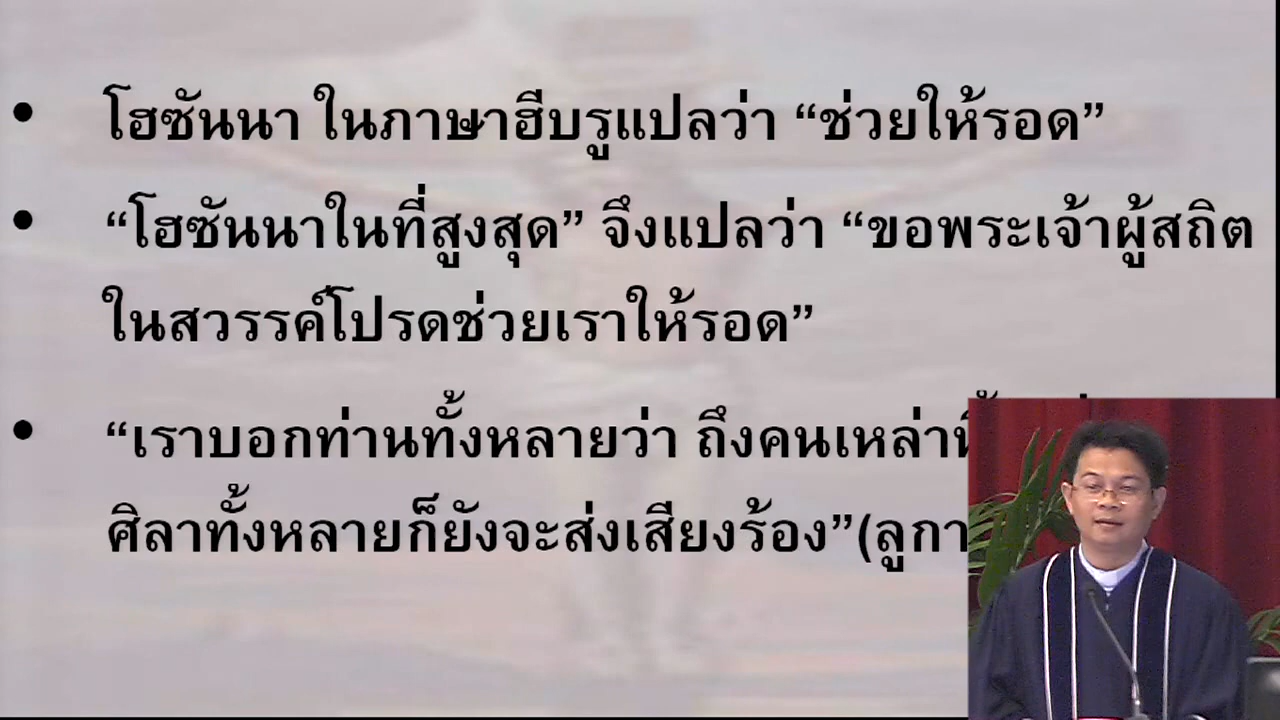 • โฮซันนา ในภาษาฮีบรูแปลว่า “ช่วยให้รอด”
• “โฮซันนาในที่สูงสุด” จึงแปลว่า “ขอพระเจ้าผู้สถิต
ในสวรรค์โปรดช่วยเราให้รอด”
• “เราบอกท่านทั้งหลายว่า ถึงคนเหล่า
ศิลาทั้งหลายก็ยังจะส่งเสียงร้อง”(ลูกา